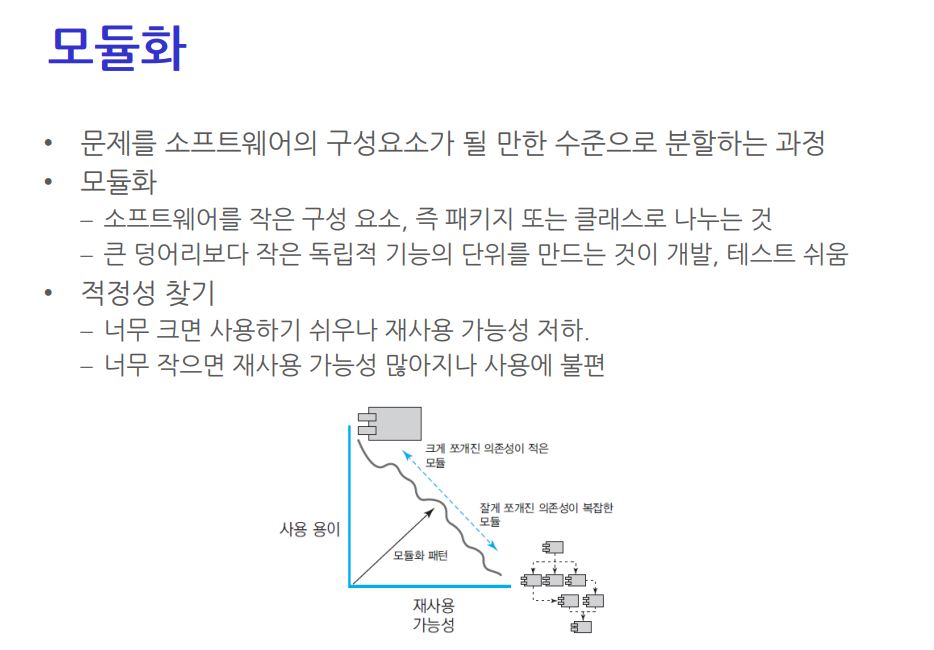 모듈화
• 문제를 소프트웨어의 구성요소가 될 만한 수준으로 분할하는 과정
• 모듈화
– 소프트웨어를 작은 구성 요소, 즉 패키지 또는 클래스로 나누는 것
– 큰 덩어리보다 작은 독립적 기능의 단위를 만드는 것이 개발, 테스트 쉬움
• 적정성 찾기
– 너무 크면 사용하기 쉬우나 재사용 가능성 저하.
– 너무 작으면 재사용 가능성 많아지나 사용에 불편
크게 쪼개진 의존성이 적은
모듈
잘게 쪼개진 의존성이 복잡한
모듈
사용 용이
모듈화 패턴
재사용
가능성